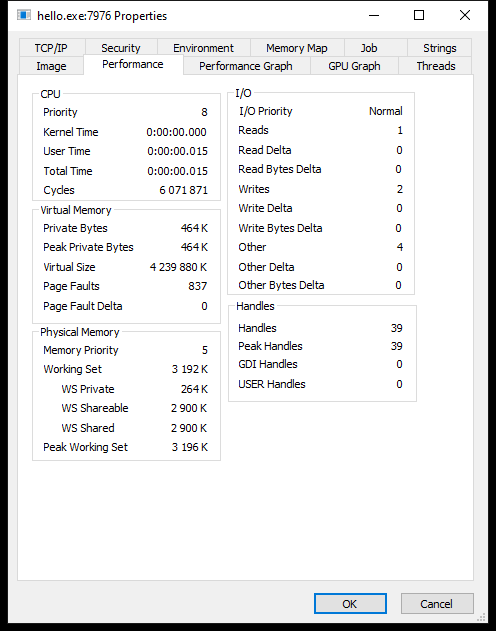 hello.exe:7976 Properties
TCP/IP Security Environment Memory Map Job Strings
Image Performance Performance Graph GPU Graph Threads
CPU
Priority 8
Kernel Time 0:00:00.000
User Time 0:00:00.015
Total Time 0:00:00.015
Cycles 6 071 871
Virtual Memory
Private Bytes 464 K
Peak Private Bytes 464 K
Virtual Size 4 239 880 K
Page Faults 837
Page Fault Delta 0
Physical Memory
Memory Priority 5
Working Set 3 192 K
WS Private 264 K
WS Shareable 2 900 K
WS Shared 2 900 K
Peak Working Set 3 196 K
I/O
I/O Priority Normal
Reads 1
Read Delta 0
Read Bytes Delta 0
Writes 2
Write Delta 0
Write Bytes Delta 0
Other 4
Other Delta 0
Other Bytes Delta 0
Handles
Handles 39
Peak Handles 39
GDI Handles 0
USER Handles 0
OK Cancel